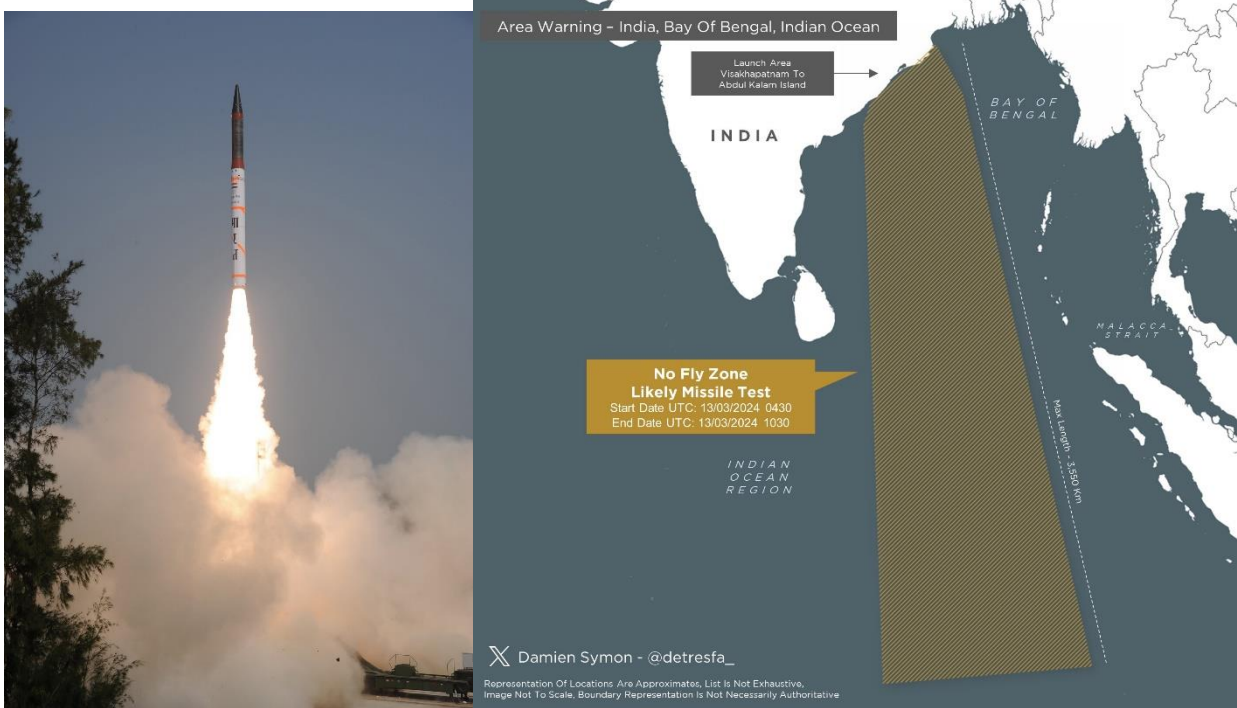 Area Warning – India, Bay Of Bengal, Indian Ocean
Launch Area
Visakhapatnam To
Abdul Kalam Island
BAY OF
BENGAL
INDIA
No Fly Zone
Likely Missile Test
Start Date UTC: 13/03/2024 0430
End Date UTC: 13/03/2024 1030
MALACCA
STRAIT
Max Length - 3,550 Km
INDIAN
OCEAN
REGION
X Damien Symon - @detresfa_
Representation Of Locations Are Approximates, List Is Not Exhaustive,
Image Not To Scale, Boundary Representation Is Not Necessarily Authoritative